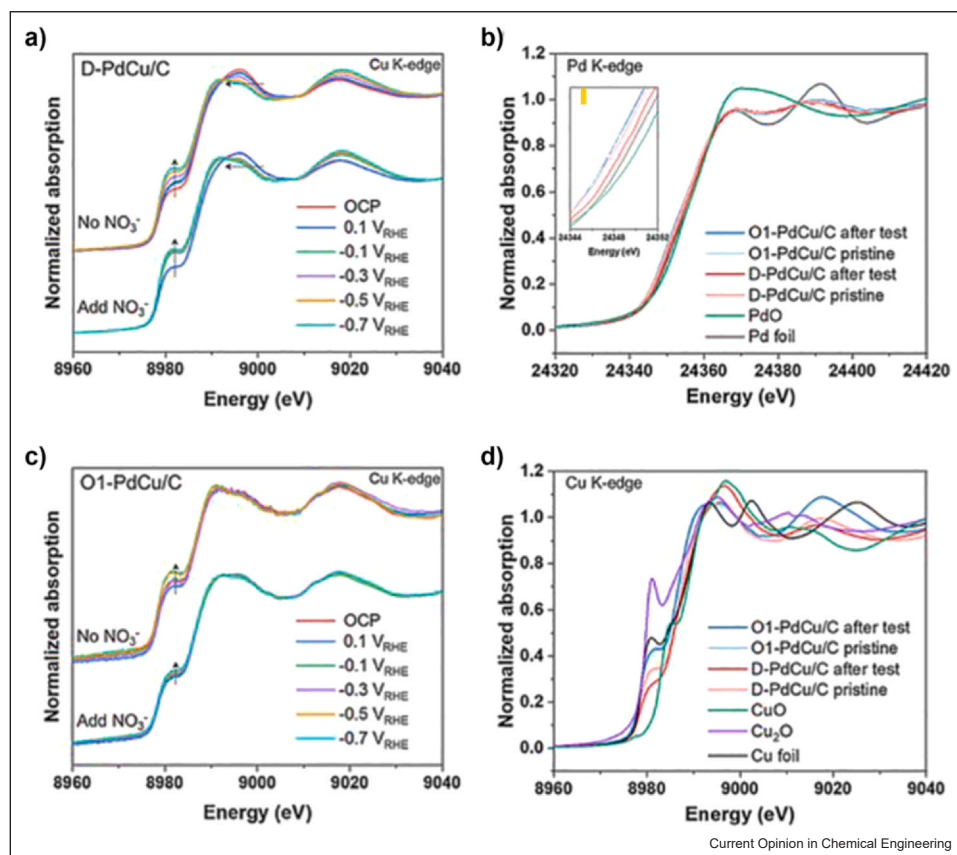 a)
D-PdCu/C
Cu K-edge
No NO3-
Add NO3-
OCP
0.1 VRHE
-0.1 VRHE
-0.3 VRHE
-0.5 VRHE
-0.7 VRHE
Normalized absorption
8960 8980 9000 9020 9040
Energy (eV)
b)
Pd K-edge
1.2
1.0
0.8
0.6
0.4
0.2
0.0
24344 24348 24352
Energy (eV)
O1-PdCu/C after test
O1-PdCu/C pristine
D-PdCu/C after test
D-PdCu/C pristine
PdO
Pd foil
Normalized absorption
24320 24340 24360 24380 24400 24420
Energy (eV)
c)
O1-PdCu/C
Cu K-edge
No NO3-
Add NO3-
OCP
0.1 VRHE
-0.1 VRHE
-0.3 VRHE
-0.5 VRHE
-0.7 VRHE
Normalized absorption
8960 8980 9000 9020 9040
Energy (eV)
d)
Cu K-edge
1.2
1.0
0.8
0.6
0.4
0.2
0.0
O1-PdCu/C after test
O1-PdCu/C pristine
D-PdCu/C after test
D-PdCu/C pristine
CuO
Cu2O
Cu foil
Normalized absorption
8960 8980 9000 9020 9040
Energy (eV)
Current Opinion in Chemical Engineering